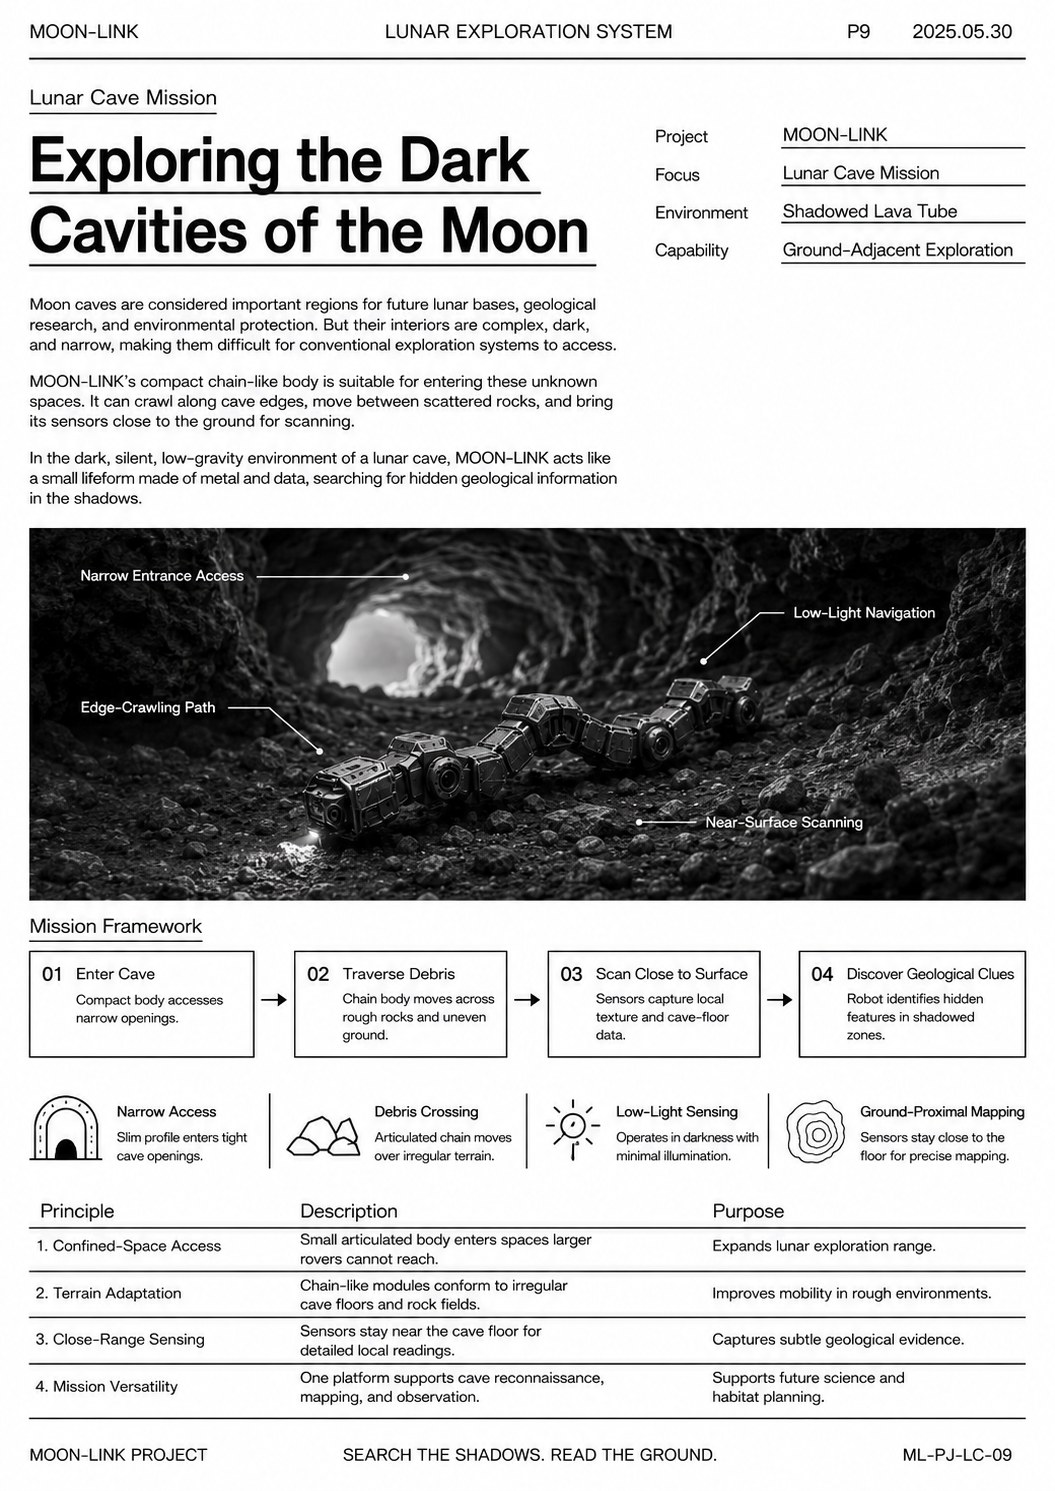 MOON-LINK
LUNAR EXPLORATION SYSTEM
P9
2025.05.30
Lunar Cave Mission
Exploring the Dark
Cavities of the Moon
Project
MOON-LINK
Focus
Lunar Cave Mission
Environment
Shadowed Lava Tube
Capability
Ground-Adjacent Exploration
Moon caves are considered important regions for future lunar bases, geological
research, and environmental protection. But their interiors are complex, dark,
and narrow, making them difficult for conventional exploration systems to access.
MOON-LINK's compact chain-like body is suitable for entering these unknown
spaces. It can crawl along cave edges, move between scattered rocks, and bring
its sensors close to the ground for scanning.
In the dark, silent, low-gravity environment of a lunar cave, MOON-LINK acts like
a small lifeform made of metal and data, searching for hidden geological information
in the shadows.
Narrow Entrance Access
Low-Light Navigation
Edge-Crawling Path
Near-Surface Scanning
Mission Framework
01 Enter Cave
Compact body accesses
narrow openings.
02 Traverse Debris
Chain body moves across
rough rocks and uneven
ground.
03 Scan Close to Surface
Sensors capture local
texture and cave-floor
data.
04 Discover Geological Clues
Robot identifies hidden
features in shadowed
zones.
Narrow Access
Slim profile enters tight
cave openings.
Debris Crossing
Articulated chain moves
over irregular terrain.
Low-Light Sensing
Operates in darkness with
minimal illumination.
Ground-Proximal Mapping
Sensors stay close to the
floor for precise mapping.
Principle
Description
Purpose
1. Confined-Space Access
Small articulated body enters spaces larger
rovers cannot reach.
Expands lunar exploration range.
2. Terrain Adaptation
Chain-like modules conform to irregular
cave floors and rock fields.
Improves mobility in rough environments.
3. Close-Range Sensing
Sensors stay near the cave floor for
detailed local readings.
Captures subtle geological evidence.
4. Mission Versatility
One platform supports cave reconnaissance,
mapping, and observation.
Supports future science and
habitat planning.
MOON-LINK PROJECT
SEARCH THE SHADOWS. READ THE GROUND.
ML-PJ-LC-09